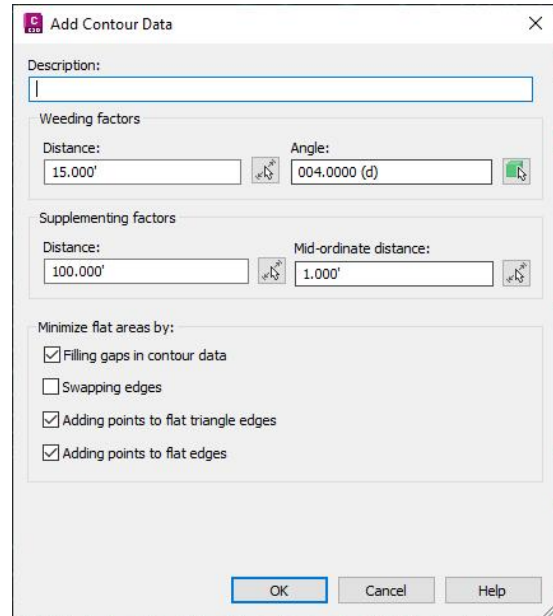 C
C3D
Add Contour Data
Description:
Weeding factors
Distance: Angle:
15.000' 004.0000 (d)
Supplementing factors
Distance: Mid-ordinate distance:
100.000' 1.000'
Minimize flat areas by:
Filling gaps in contour data
Swapping edges
Adding points to flat triangle edges
Adding points to flat edges
OK Cancel Help